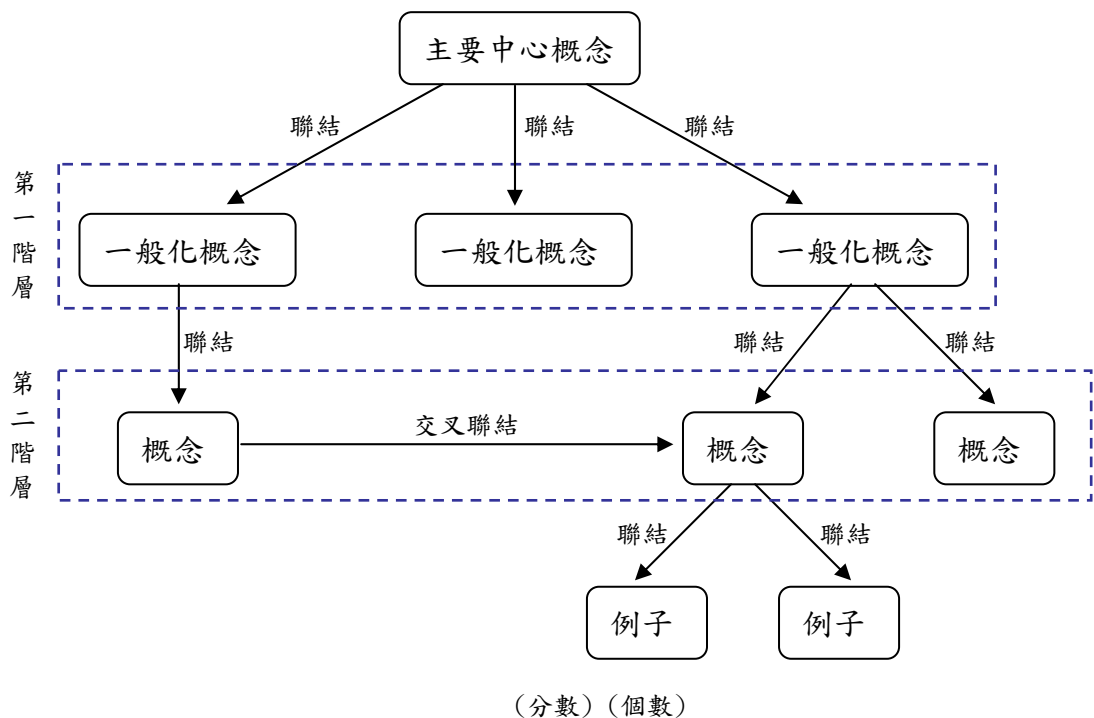 主要中心概念
聯結
聯結
聯結
第一階層
一般化概念
一般化概念
一般化概念
聯結
聯結
聯結
第二階層
概念
交叉聯結
概念
概念
聯結
聯結
例子
例子
（分數）（個數）